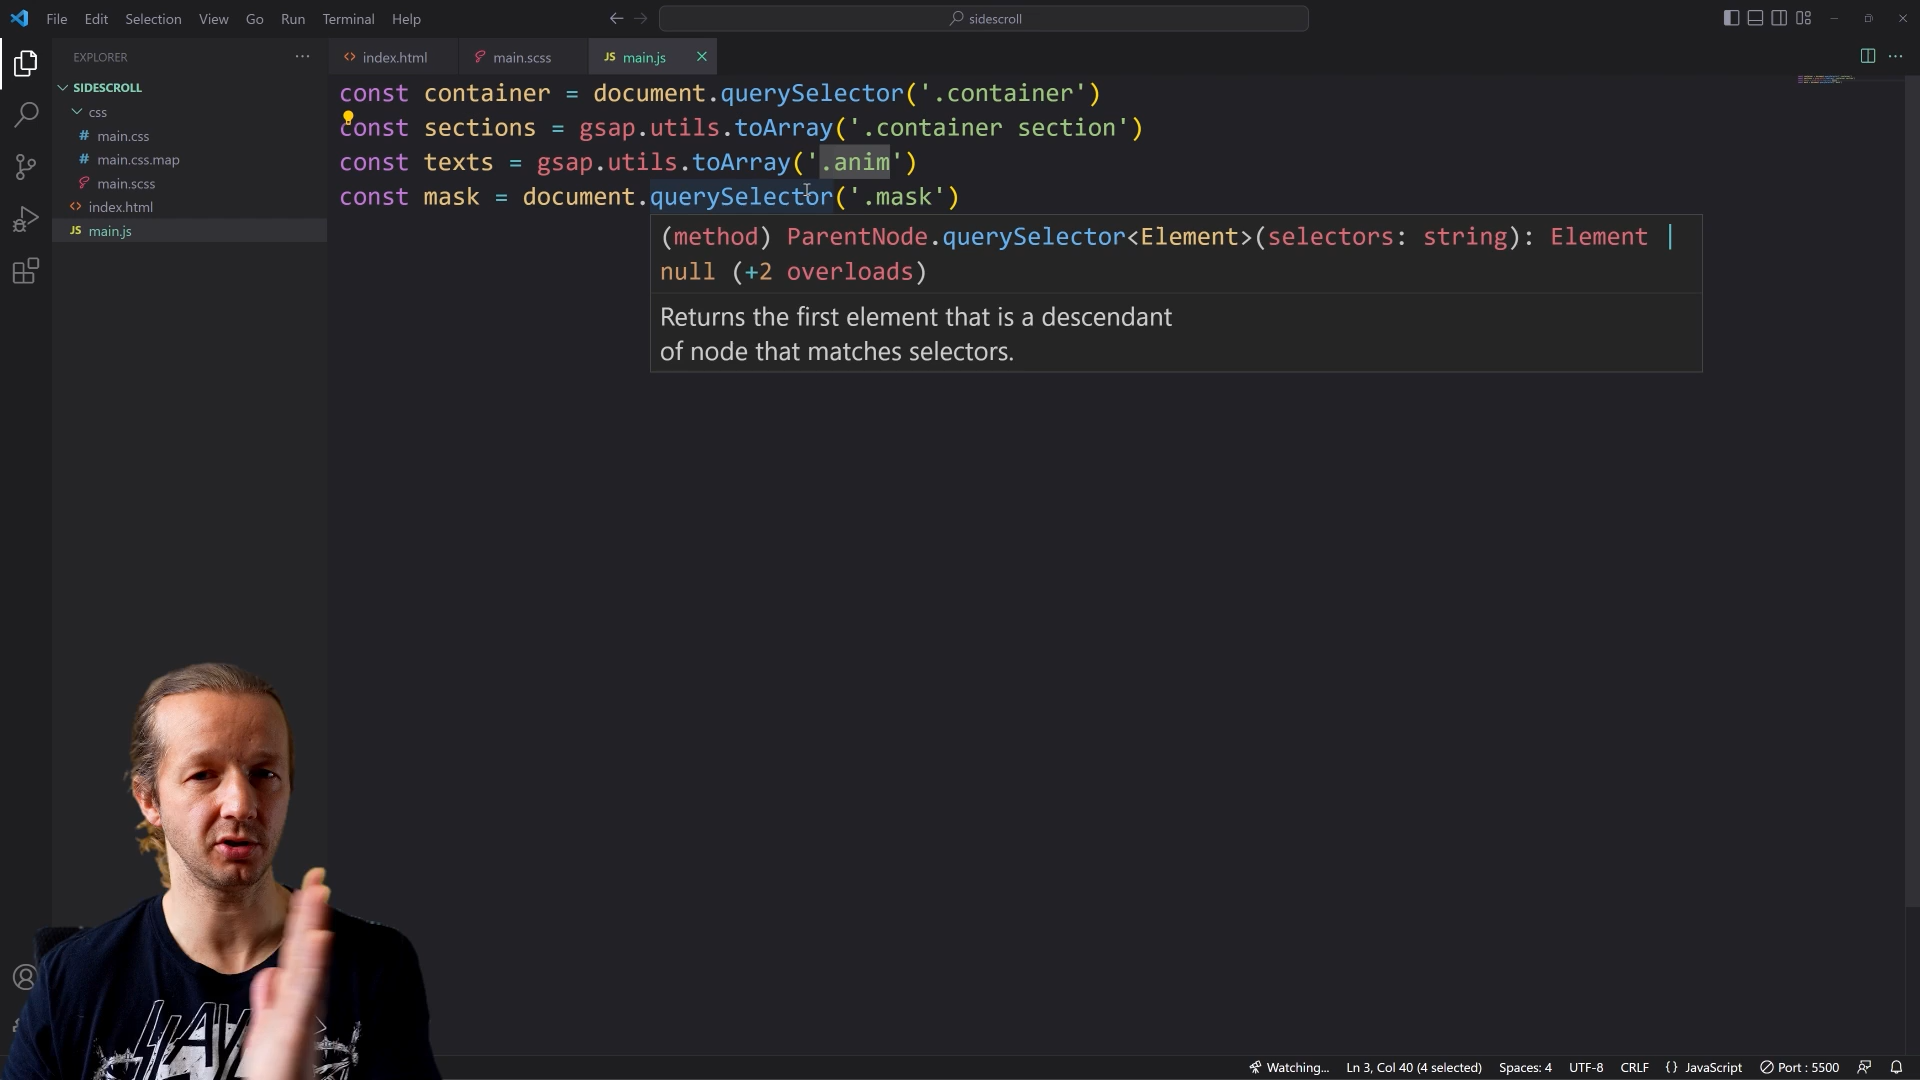 File Edit Selection View Go Run Terminal Help
sidescroll
EXPLORER
SIDESCROLL
css
# main.css
# main.css.map
main.scss
<> index.html
JS main.js
<> index.html
main.scss
JS main.js
const container = document.querySelector('.container')
const sections = gsap.utils.toArray('.container section')
const texts = gsap.utils.toArray('.anim')
const mask = document.querySelector('.mask')
(method) ParentNode.querySelector<Element>(selectors: string): Element |
null (+2 overloads)
Returns the first element that is a descendant
of node that matches selectors.
Watching... Ln 3, Col 40 (4 selected) Spaces: 4 UTF-8 CRLF {} JavaScript Port : 5500